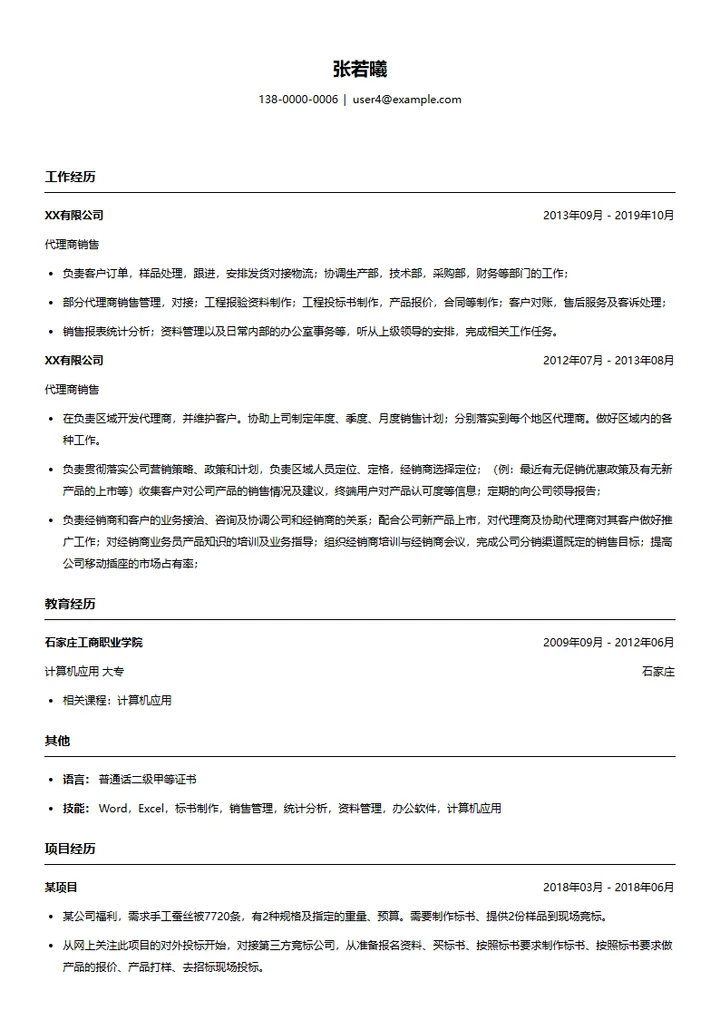 张若曦
138-0000-0006 | user4@example.com
工作经历
XX有限公司 2013年09月 - 2019年10月
代理商销售
• 负责客户订单，样品处理，跟进，安排发货对接物流；协调生产部，技术部，采购部，财务等部门的工作；
• 部分代理商销售管理，对接；工程报验资料制作；工程投标书制作，产品报价，合同等制作；客户对账，售后服务及客诉处理；
• 销售报表统计分析；资料管理以及日常内部的办公室事务等，听从上级领导的安排，完成相关工作任务。
XX有限公司 2012年07月 - 2013年08月
代理商销售
• 在负责区域开发代理商，并维护客户。协助上司制定年度、季度、月度销售计划；分别落实到每个地区代理商。做好区域内的各
种工作。
• 负责贯彻落实公司营销策略、政策和计划，负责区域人员定位、定格，经销商选择定位；（例：最近有无促销优惠政策及有无新
产品的上市等）收集客户对公司产品的销售情况及建议，终端用户对产品认可度等信息；定期的向公司领导报告；
• 负责经销商和客户的业务接洽、咨询及协调公司和经销商的关系；配合公司新产品上市，对代理商及协助代理商对其客户做好推
广工作；对经销商业务员产品知识的培训及业务指导；组织经销商培训与经销商会议，完成公司分销渠道既定的销售目标；提高
公司移动插座的市场占有率；
教育经历
石家庄工商职业学院 2009年09月 - 2012年06月
计算机应用 大专 石家庄
• 相关课程：计算机应用
其他
• 语言： 普通话二级甲等证书
• 技能： Word，Excel，标书制作，销售管理，统计分析，资料管理，办公软件，计算机应用
项目经历
某项目 2018年03月 - 2018年06月
• 某公司福利，需求手工蚕丝被7720条，有2种规格及指定的重量、预算。需要制作标书、提供2份样品到现场竞标。
• 从网上关注此项目的对外投标开始，对接第三方竞标公司，从准备报名资料、买标书、按照标书要求制作标书、按照标书要求做
产品的报价、产品打样、去招标现场投标。